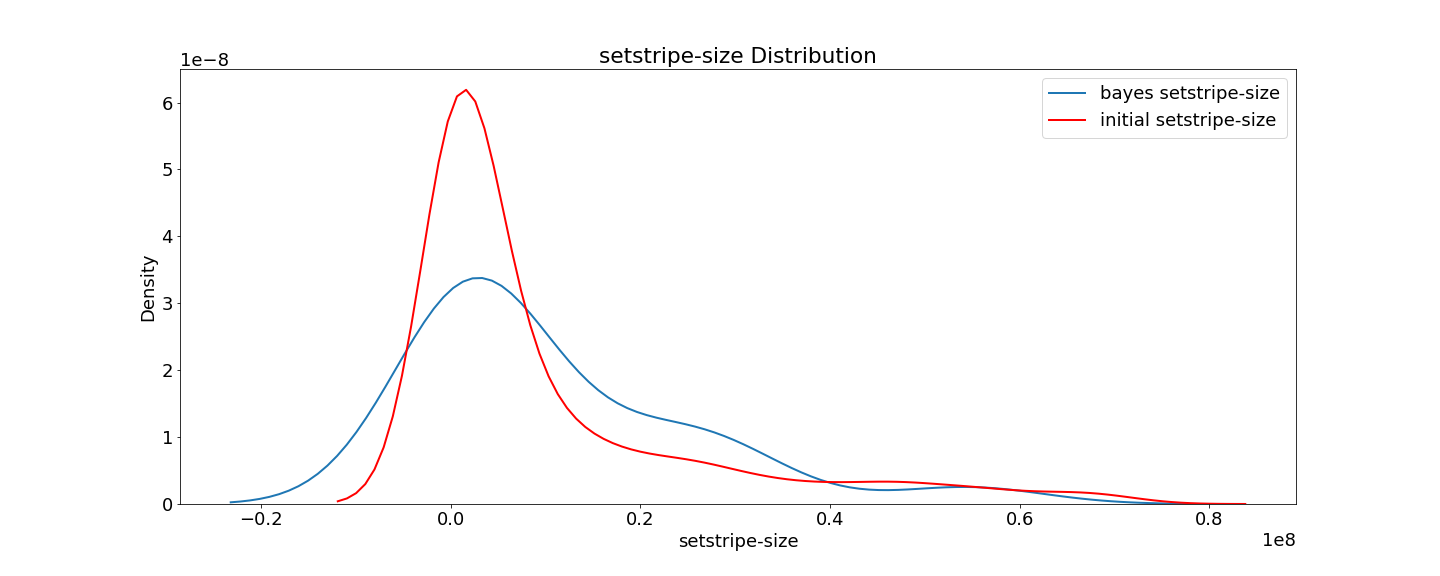 setstripe-size Distribution
1e−8
bayes setstripe-size
initial setstripe-size
6
5
4
3
2
1
0
Density
−0.2
0.0
0.2
0.4
0.6
0.8
setstripe-size
1e8